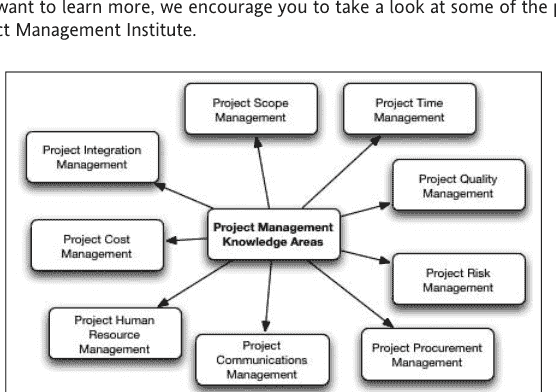 want to learn more, we encourage you to take a look at some of the
ct Management Institute.
Project Scope
Management
Project Time
Management
Project Integration
Management
Project Quality
Management
Project Management
Knowledge Areas
Project Cost
Management
Project Risk
Management
Project Human
Resource
Management
Project
Communications
Management
Project Procurement
Management